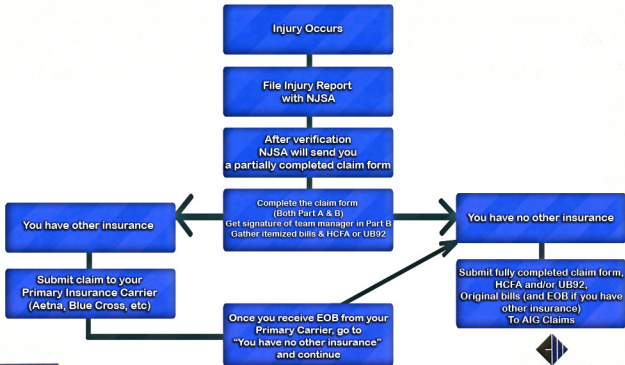 Injury Occurs
File Injury Report
with NJSA
After verification
NJSA will send you
a partially completed claim form
Complete the claim form
(Both Part A & B)
Get signature of team manager in Part B
Gather itemized bills & HCFA or UB92
You have other insurance
You have no other insurance
Submit claim to your
Primary Insurance Carrier
(Aetna, Blue Cross, etc)
Once you receive EOB from your
Primary Carrier, go to
"You have no other insurance"
and continue
Submit fully completed claim form,
HCFA and/or UB92,
Original bills (and EOB if you have
other insurance)
To AIG Claims